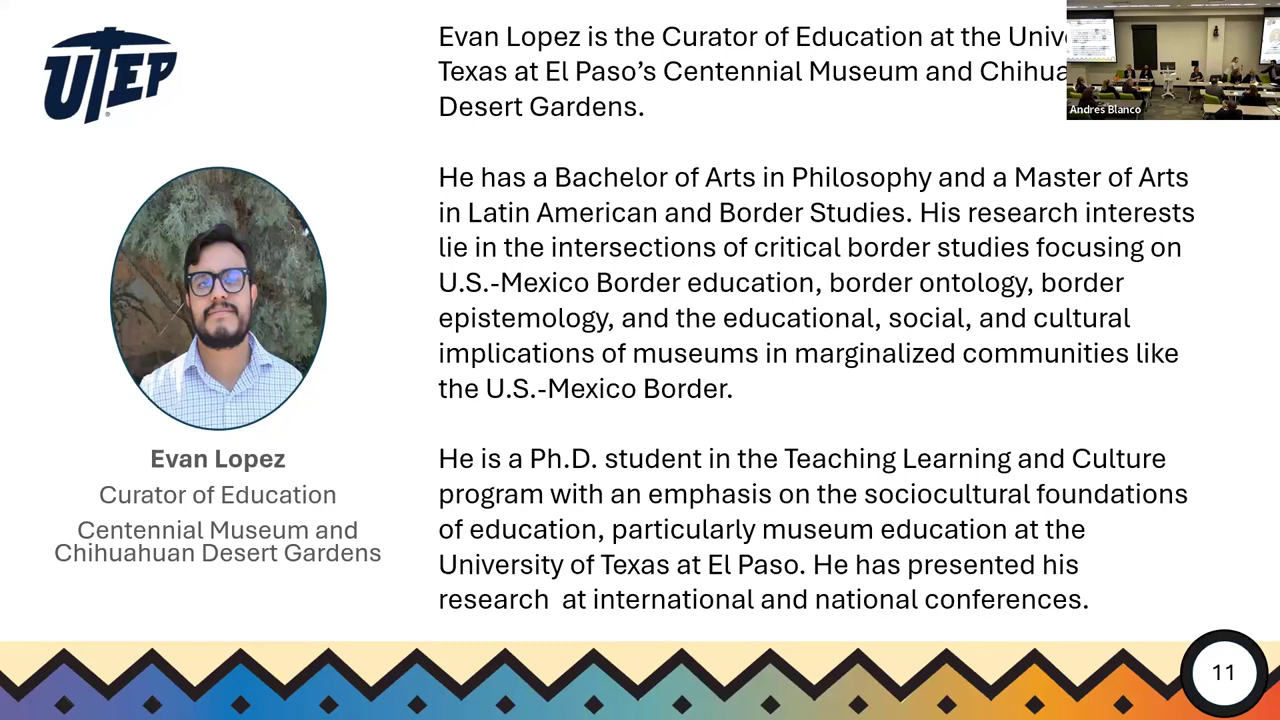 UTEP
Evan Lopez is the Curator of Education at the
Texas at El Paso’s Centennial Museum and
Desert Gardens.
Andres Blanco
He has a Bachelor of Arts in Philosophy and a Master of Arts
in Latin American and Border Studies. His research interests
lie in the intersections of critical border studies focusing on
U.S.-Mexico Border education, border ontology, border
epistemology, and the educational, social, and cultural
implications of museums in marginalized communities like
the U.S.-Mexico Border.
Evan Lopez
Curator of Education
Centennial Museum and
Chihuahuan Desert Gardens
He is a Ph.D. student in the Teaching Learning and Culture
program with an emphasis on the sociocultural foundations
of education, particularly museum education at the
University of Texas at El Paso. He has presented his
research  at international and national conferences.
11